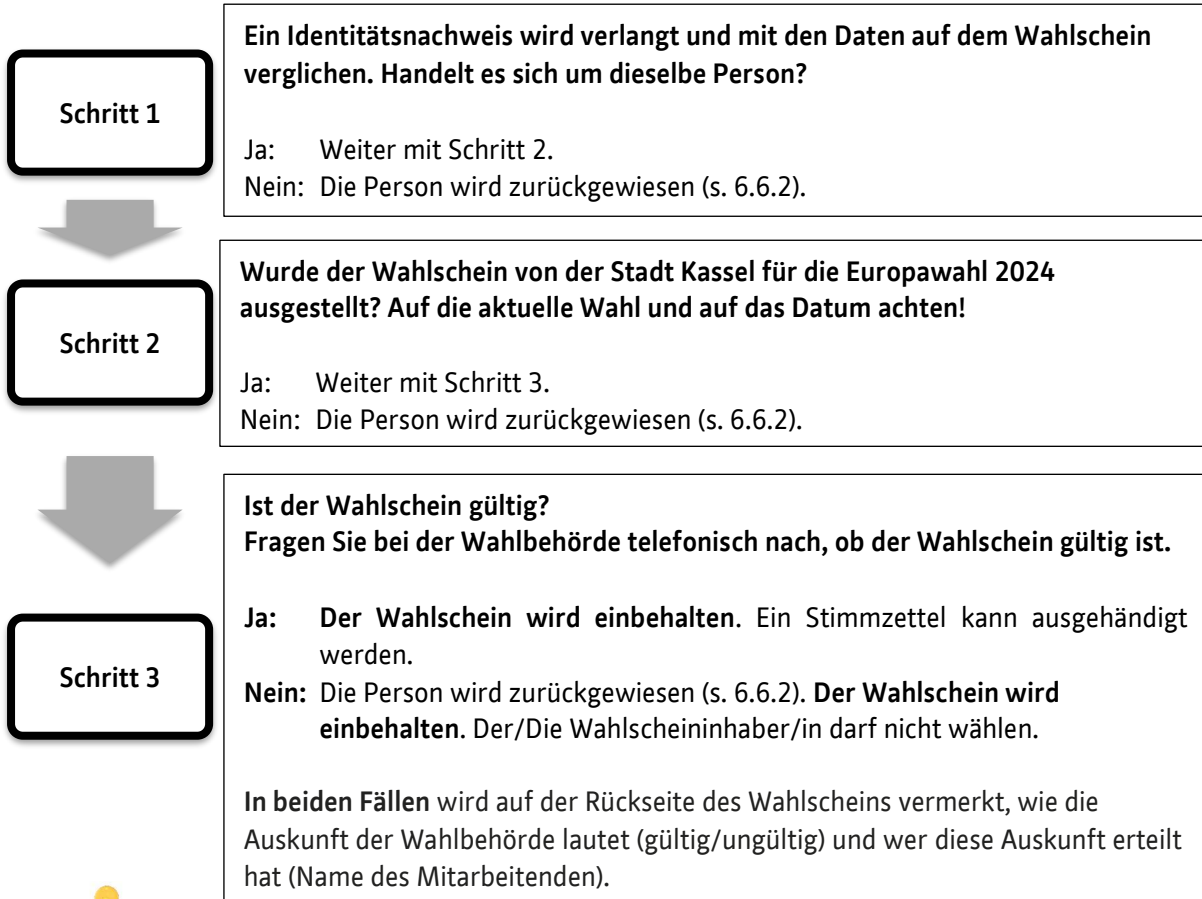 Schritt 1
Ein Identitätsnachweis wird verlangt und mit den Daten auf dem Wahlschein
verglichen. Handelt es sich um dieselbe Person?
Ja: Weiter mit Schritt 2.
Nein: Die Person wird zurückgewiesen (s. 6.6.2).
Schritt 2
Wurde der Wahlschein von der Stadt Kassel für die Europawahl 2024
ausgestellt? Auf die aktuelle Wahl und auf das Datum achten!
Ja: Weiter mit Schritt 3.
Nein: Die Person wird zurückgewiesen (s. 6.6.2).
Schritt 3
Ist der Wahlschein gültig?
Fragen Sie bei der Wahlbehörde telefonisch nach, ob der Wahlschein gültig ist.
Ja: Der Wahlschein wird einbehalten. Ein Stimmzettel kann ausgehändigt
werden.
Nein: Die Person wird zurückgewiesen (s. 6.6.2). Der Wahlschein wird
einbehalten. Der/Die Wahlscheininhaber/in darf nicht wählen.
In beiden Fällen wird auf der Rückseite des Wahlscheins vermerkt, wie die
Auskunft der Wahlbehörde lautet (gültig/ungültig) und wer diese Auskunft erteilt
hat (Name des Mitarbeitenden).